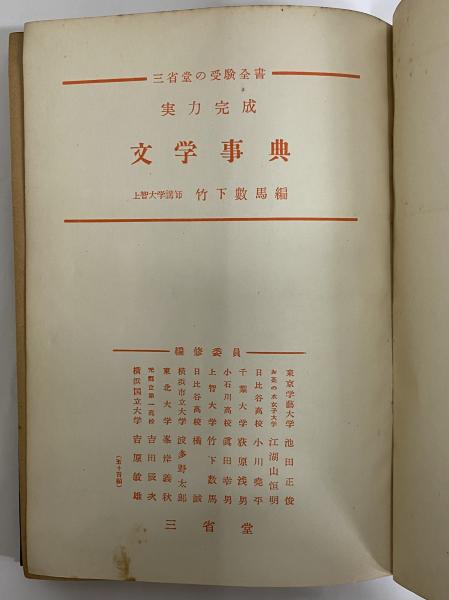 三省堂の受験全書
実力完成
文学事典
上智大学講師 竹下數馬編
編修委員
東京学藝大学 池田正俊
お茶の水女子大学 江湖山恒明
日比谷高校 小川堯平
千葉大学 荻原浅男
小石川高校 眞田幸男
上智大学 竹下数馬
日比谷高校 橘誠
横浜市立大学 波多野太郎
東北大学 峯岸義秋
元都立第一高校 吉田辰次
横浜国立大学 吉原敏雄
(五十音順)
三省堂